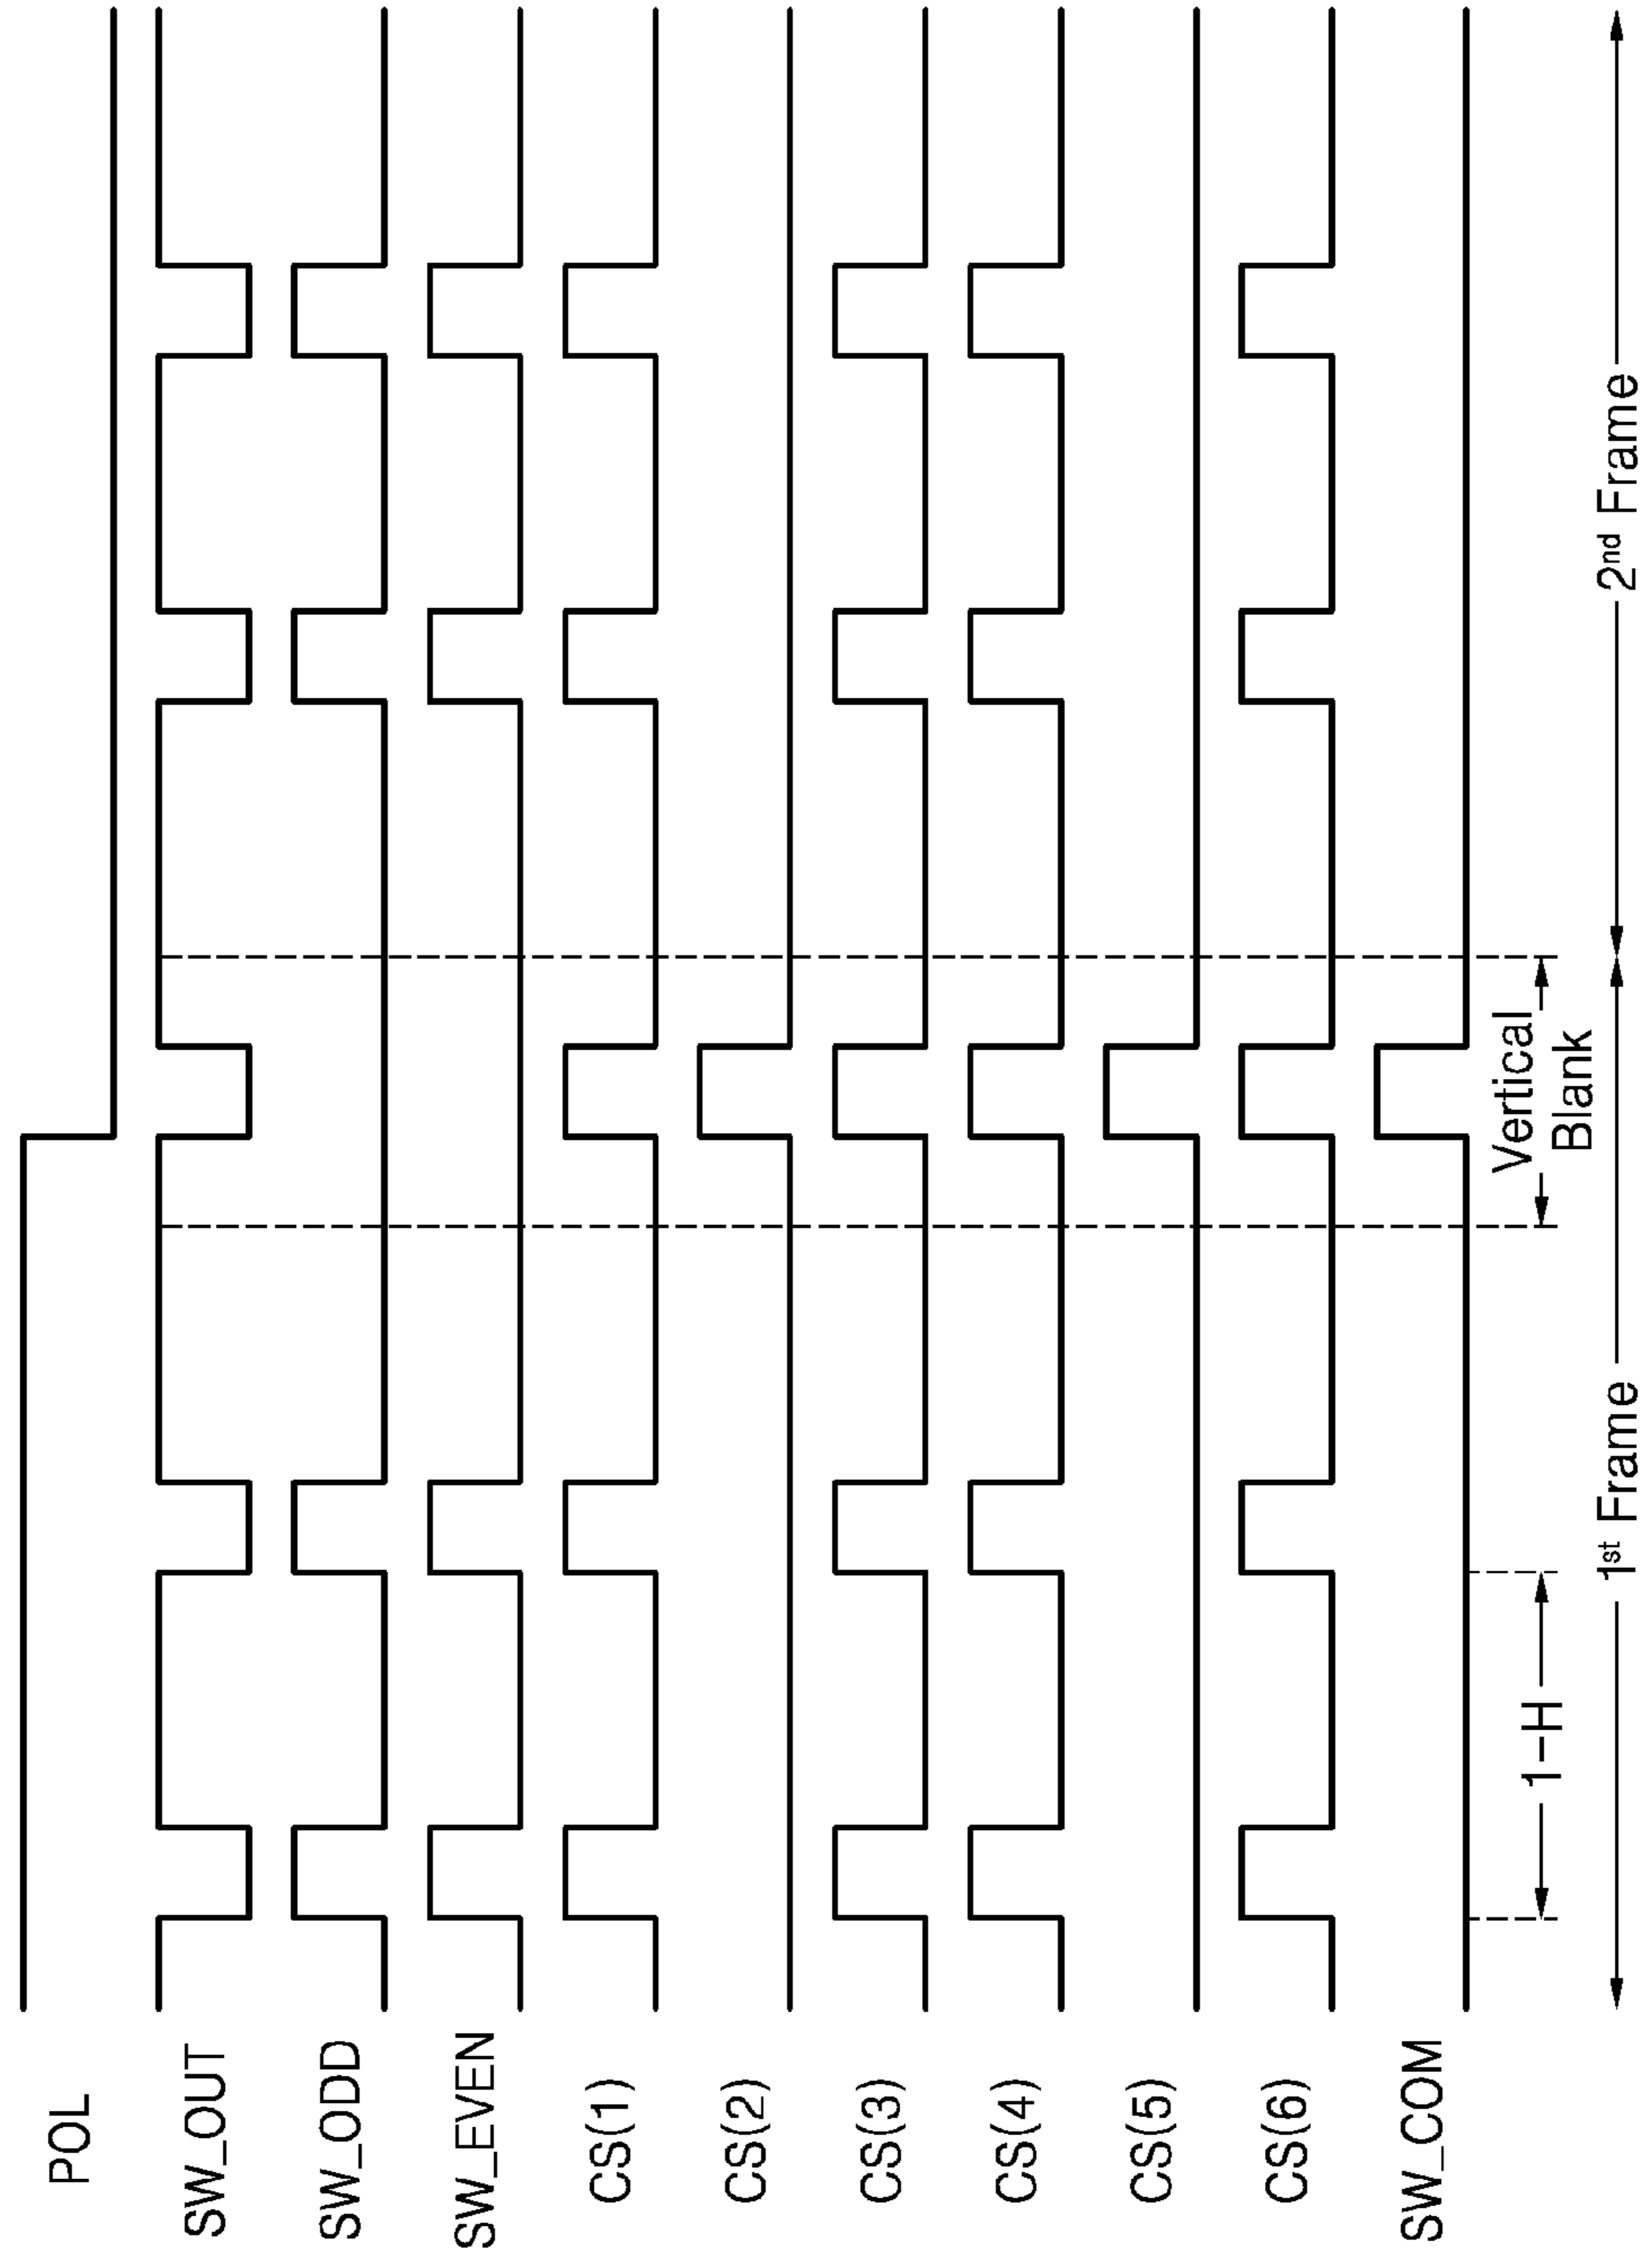 POL
SW_OUT
SW_ODD
SW_EVEN
CS(1)
CS(2)
CS(3)
CS(4)
CS(5)
CS(6)
SW_COM
1-H
Vertical
Blank
1st Frame
2nd Frame